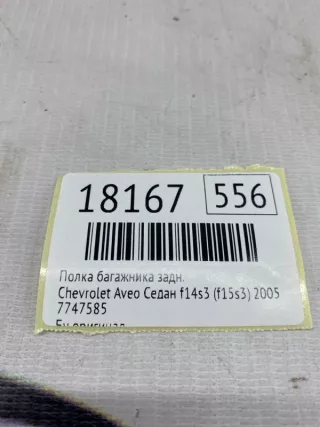 18167 556
Полка багажника задн.
Chevrolet Aveo Седан f14s3 (f15s3) 2005
7747585